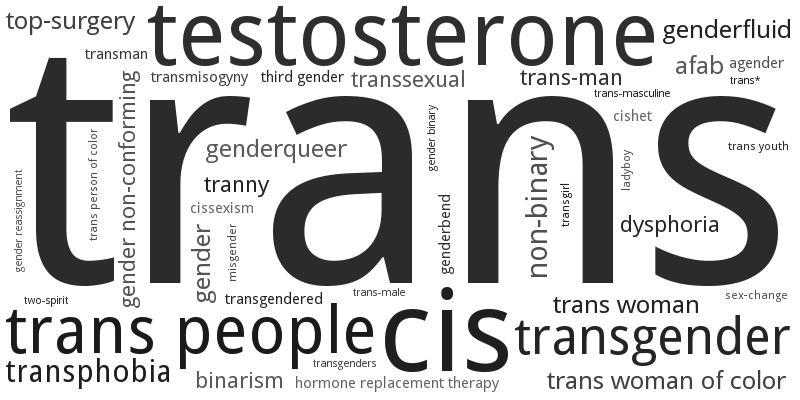 top-surgery
testosterone
genderfluid
transman
afab
agender
transmisogyny
third gender
transsexual
trans-man
trans*
trans-masculine
trans
cishet
gender non-conforming
gender binary
trans person of color
genderqueer
non-binary
trans youth
ladyboy
gender reassignment
tranny
transgirl
cissexism
genderbend
dysphoria
gender
misgender
two-spirit
transgendered
trans-male
sex-change
trans people
cis
trans woman
transgender
transphobia
transgenders
binarism
hormone replacement therapy
trans woman of color